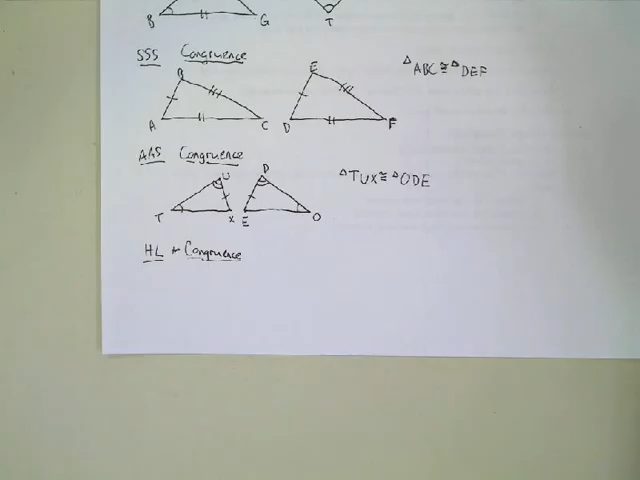 B G T
SSS Congruence
△ABC ≅ △DEF
B E
A C D F
AAS Congruence
U D
△TUX ≅ △ODE
T X E O
HL Congruence